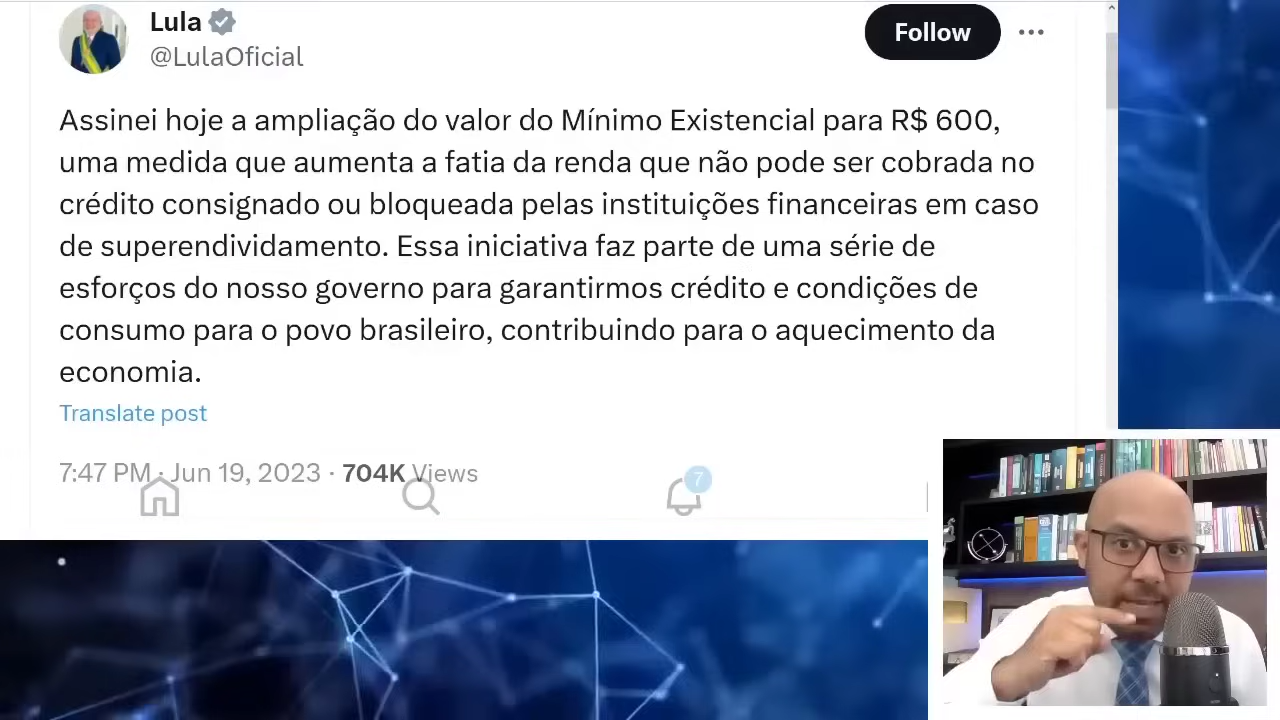 Lula
@LulaOficial
Follow
Assinei hoje a ampliação do valor do Mínimo Existencial para R$ 600,
uma medida que aumenta a fatia da renda que não pode ser cobrada no
crédito consignado ou bloqueada pelas instituições financeiras em caso
de superendividamento. Essa iniciativa faz parte de uma série de
esforços do nosso governo para garantirmos crédito e condições de
consumo para o povo brasileiro, contribuindo para o aquecimento da
economia.
Translate post
7:47 PM · Jun 19, 2023 · 704K Views
7